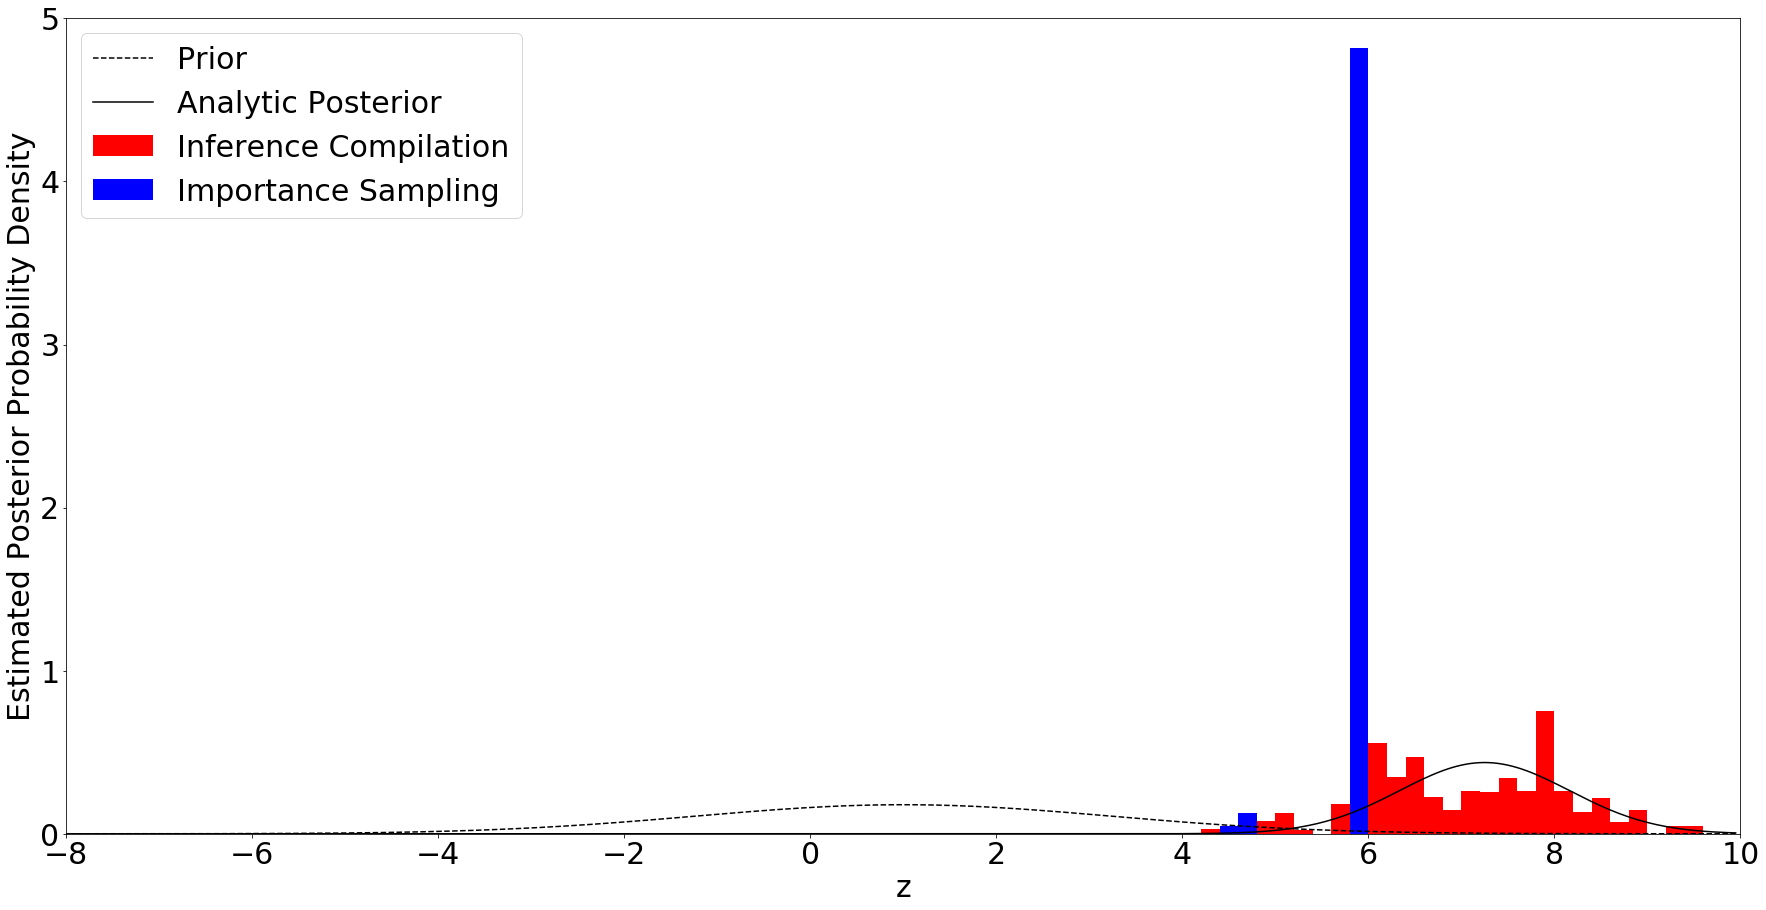 5
Prior
Analytic Posterior
Inference Compilation
Importance Sampling
4
3
2
1
0
Estimated Posterior Probability Density
−8 −6 −4 −2 0 2 4 6 8 10
z